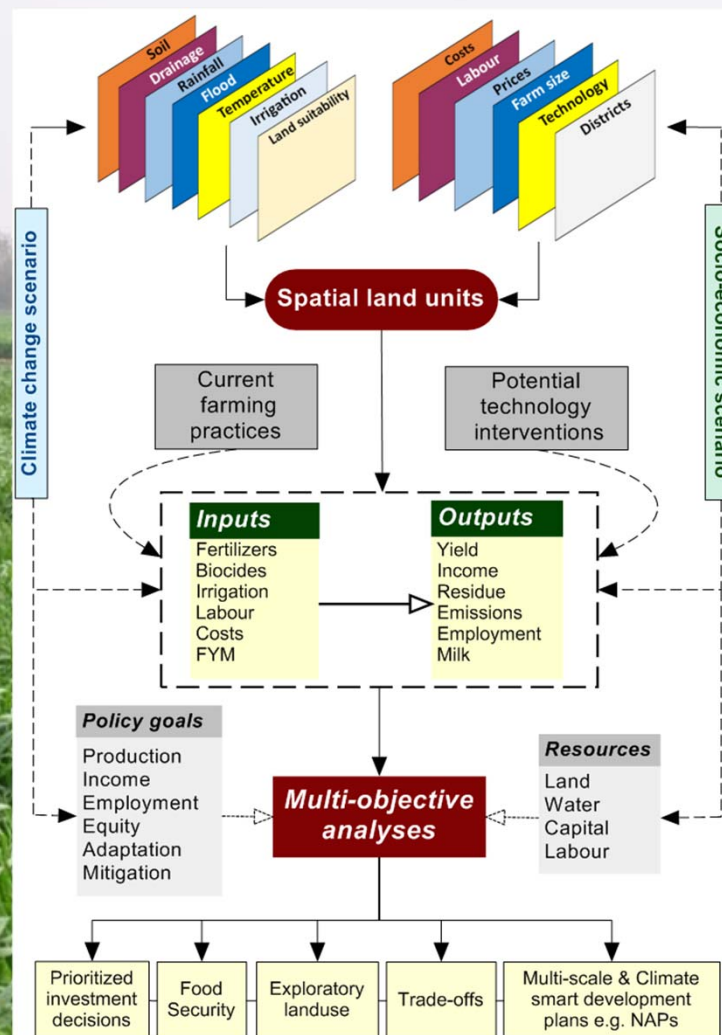 Soil
Drainage
Rainfall
Flood
Temperature
Irrigation
Land suitability
Costs
Labour
Prices
Farm size
Technology
Districts
Climate change scenario
Socio-economic scenario
Spatial land units
Current
farming
practices
Potential
technology
interventions
Inputs
Fertilizers
Biocides
Irrigation
Labour
Costs
FYM
Outputs
Yield
Income
Residue
Emissions
Employment
Milk
Policy goals
Production
Income
Employment
Equity
Adaptation
Mitigation
Multi-objective
analyses
Resources
Land
Water
Capital
Labour
Prioritized
investment
decisions
Food
Security
Exploratory
landuse
Trade-offs
Multi-scale & Climate
smart development
plans e.g. NAPs